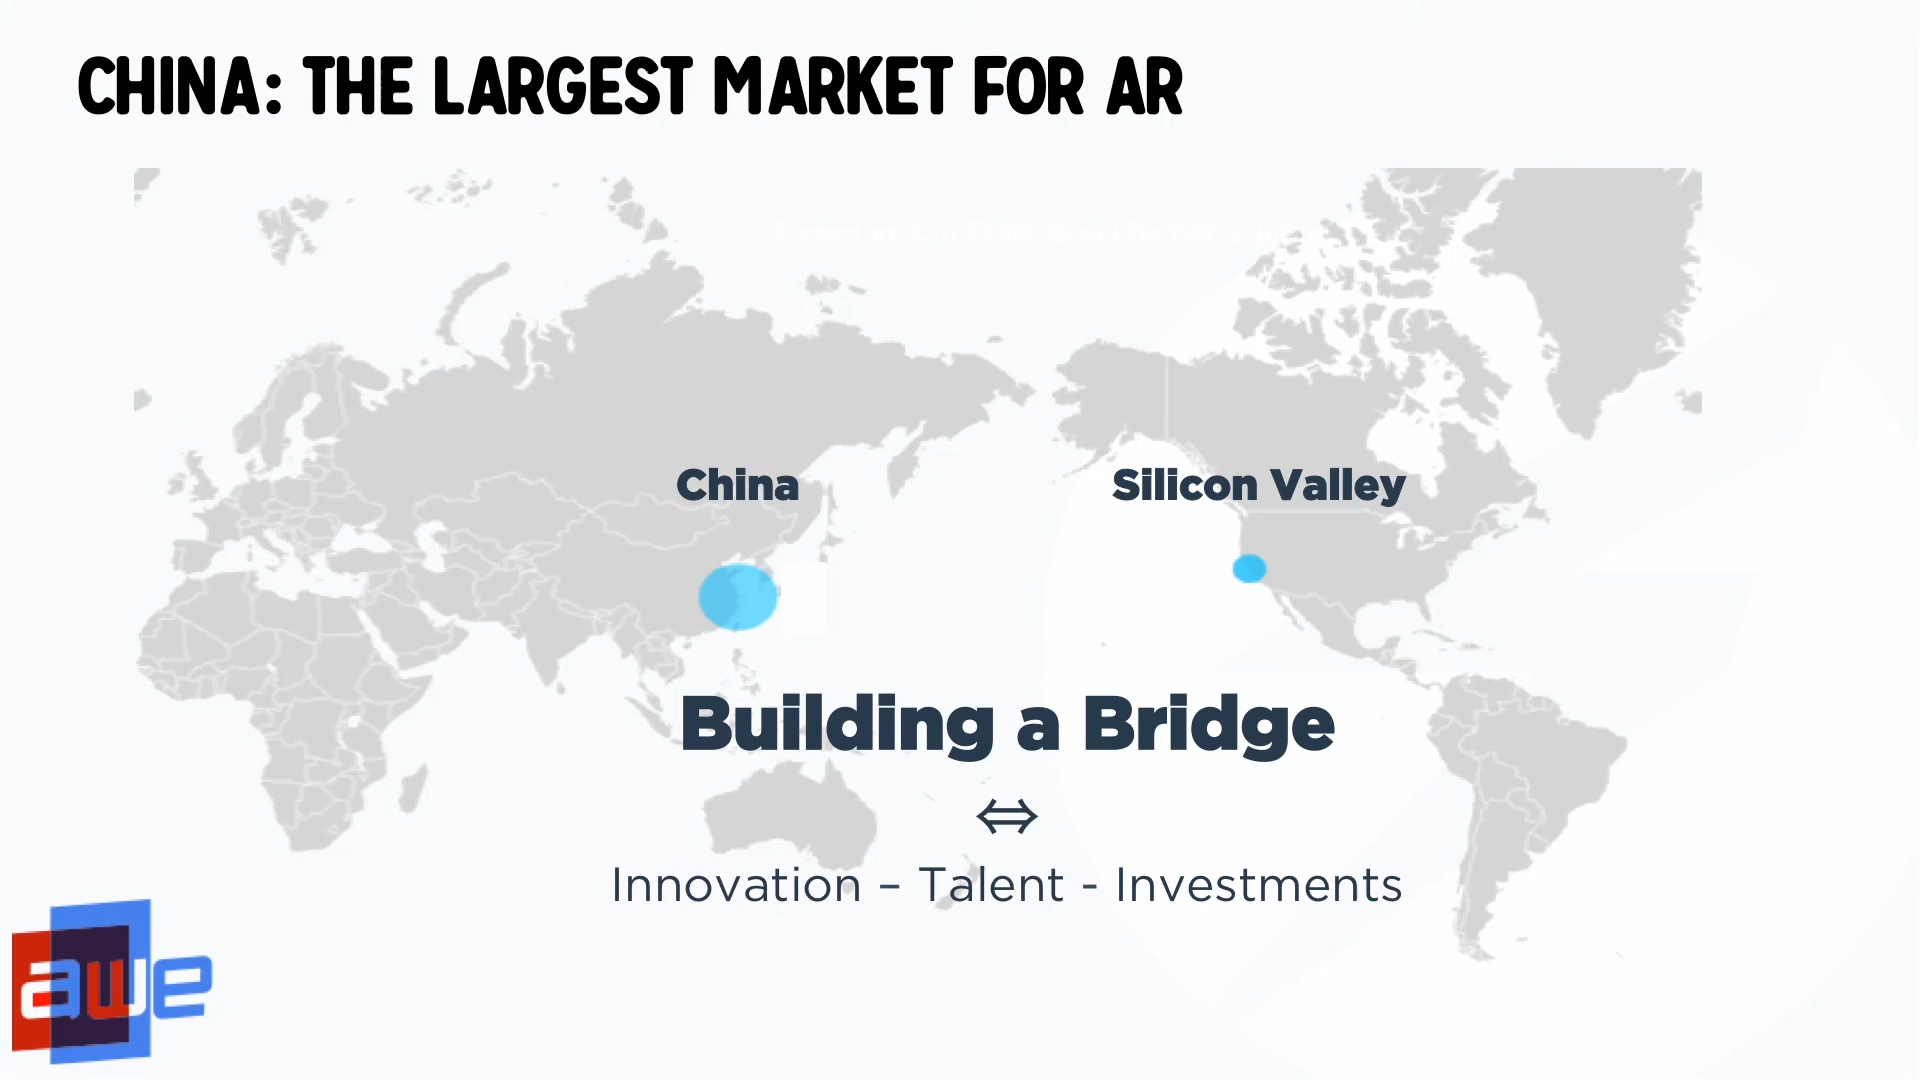 CHINA: THE LARGEST MARKET FOR AR
China
Silicon Valley
Building a Bridge
⇔
Innovation – Talent - Investments
awe